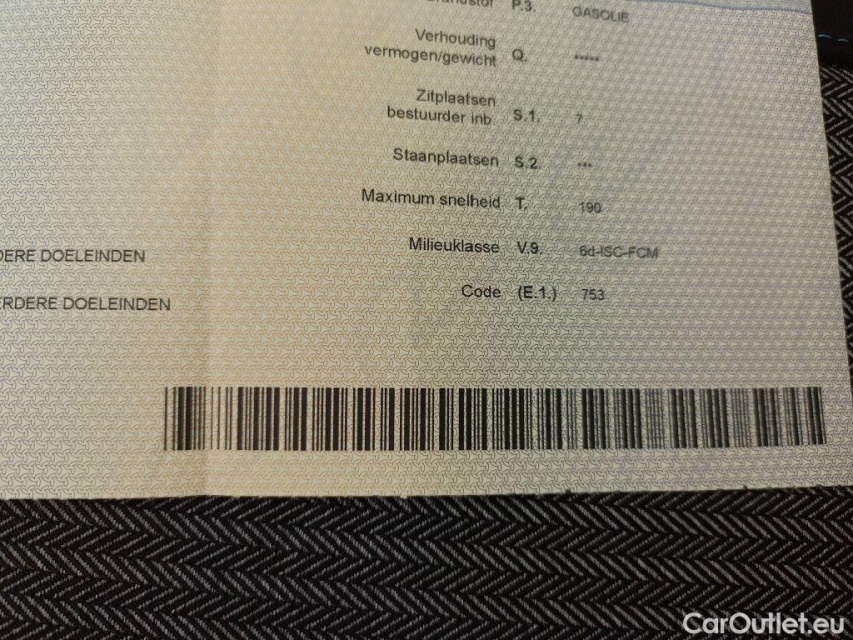 P.3. GASOLIE
Verhouding
vermogen/gewicht Q. *****
Zitplaatsen
bestuurder inb S.1. 7
Staanplaatsen S.2. ***
Maximum snelheid T. 190
DERE DOELEINDEN Milieuklasse V.9. 6d-ISC-FCM
ERDERE DOELEINDEN Code (E.1.) 753
CarOutlet.eu